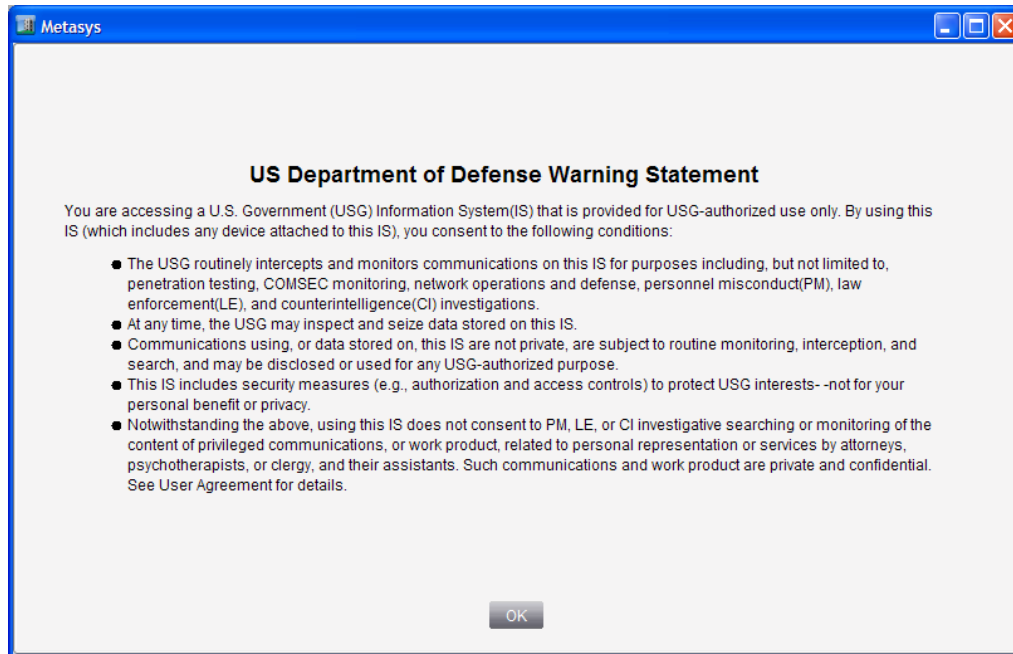 Metasys
US Department of Defense Warning Statement
You are accessing a U.S. Government (USG) Information System(IS) that is provided for USG-authorized use only. By using this
IS (which includes any device attached to this IS), you consent to the following conditions:
● The USG routinely intercepts and monitors communications on this IS for purposes including, but not limited to,
penetration testing, COMSEC monitoring, network operations and defense, personnel misconduct(PM), law
enforcement(LE), and counterintelligence(CI) investigations.
● At any time, the USG may inspect and seize data stored on this IS.
● Communications using, or data stored on, this IS are not private, are subject to routine monitoring, interception, and
search, and may be disclosed or used for any USG-authorized purpose.
● This IS includes security measures (e.g., authorization and access controls) to protect USG interests- -not for your
personal benefit or privacy.
● Notwithstanding the above, using this IS does not consent to PM, LE, or CI investigative searching or monitoring of the
content of privileged communications, or work product, related to personal representation or services by attorneys,
psychotherapists, or clergy, and their assistants. Such communications and work product are private and confidential.
See User Agreement for details.
OK